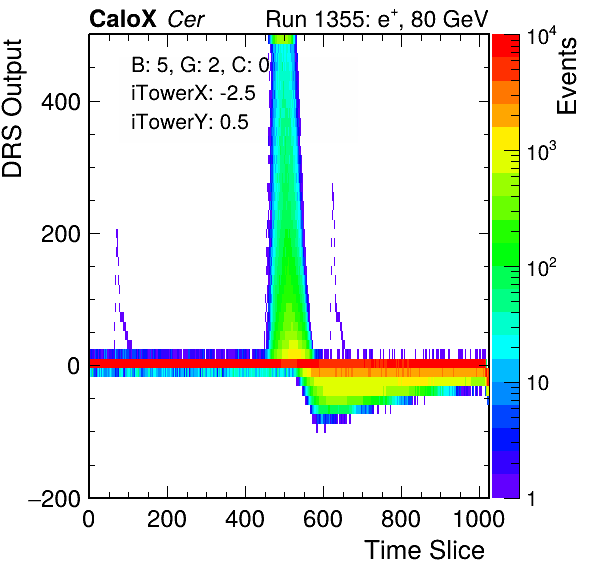 CaloX Cer
Run 1355: e⁺, 80 GeV
B: 5, G: 2, C: 0
iTowerX: -2.5
iTowerY: 0.5
DRS Output
400
200
0
−200
0 200 400 600 800 1000
Time Slice
Events
10⁴
10³
10²
10
1